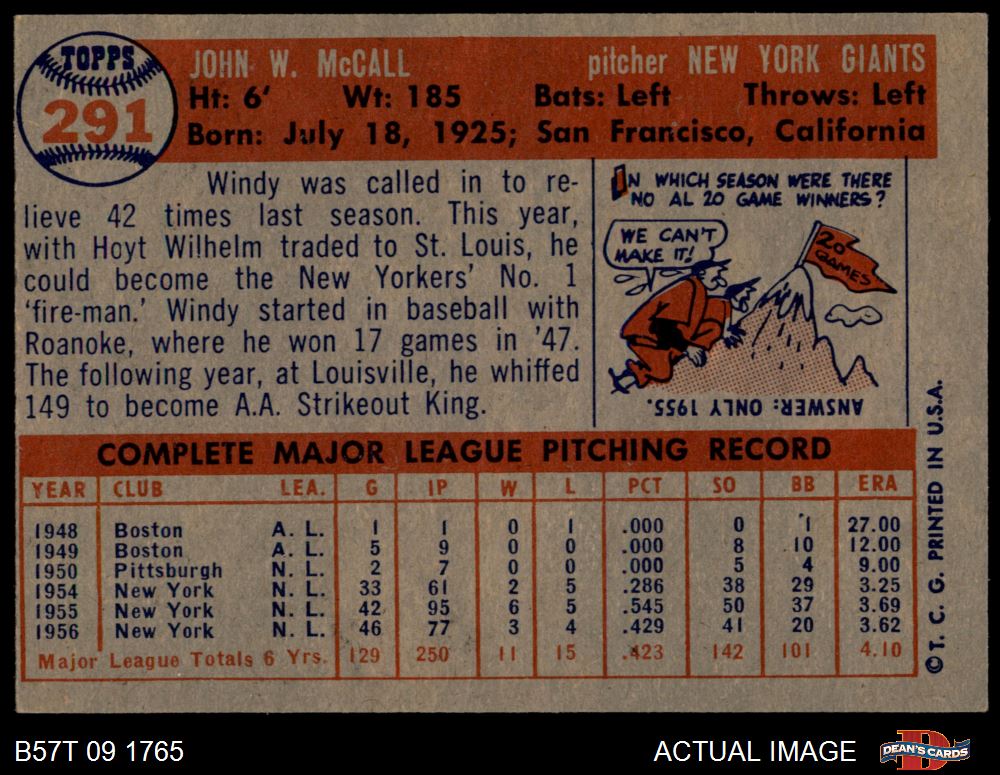 TOPPS
291
JOHN W. McCALL pitcher NEW YORK GIANTS
Ht: 6' Wt: 185 Bats: Left Throws: Left
Born: July 18, 1925; San Francisco, California
Windy was called in to re-
lieve 42 times last season. This year,
with Hoyt Wilhelm traded to St. Louis, he
could become the New Yorkers' No. 1
'fire-man.' Windy started in baseball with
Roanoke, where he won 17 games in '47.
The following year, at Louisville, he whiffed
149 to become A.A. Strikeout King.
IN WHICH SEASON WERE THERE
NO AL 20 GAME WINNERS?
WE CAN'T
MAKE IT!
20
GAMES
ANSWER: ONLY 1955.
COMPLETE MAJOR LEAGUE PITCHING RECORD
YEAR CLUB LEA. G IP W L PCT SO BB ERA
1948 Boston A. L. 1 1 0 1 .000 0 1 27.00
1949 Boston A. L. 5 9 0 0 .000 8 10 12.00
1950 Pittsburgh N. L. 2 7 0 0 .000 5 4 9.00
1954 New York N. L. 33 61 2 5 .286 38 29 3.25
1955 New York N. L. 42 95 6 5 .545 50 37 3.69
1956 New York N. L. 46 77 3 4 .429 41 20 3.62
Major League Totals 6 Yrs. 129 250 11 15 .423 142 101 4.10
©T. C. G. PRINTED IN U.S.A.
B57T 09 1765 ACTUAL IMAGE DEAN'S CARDS